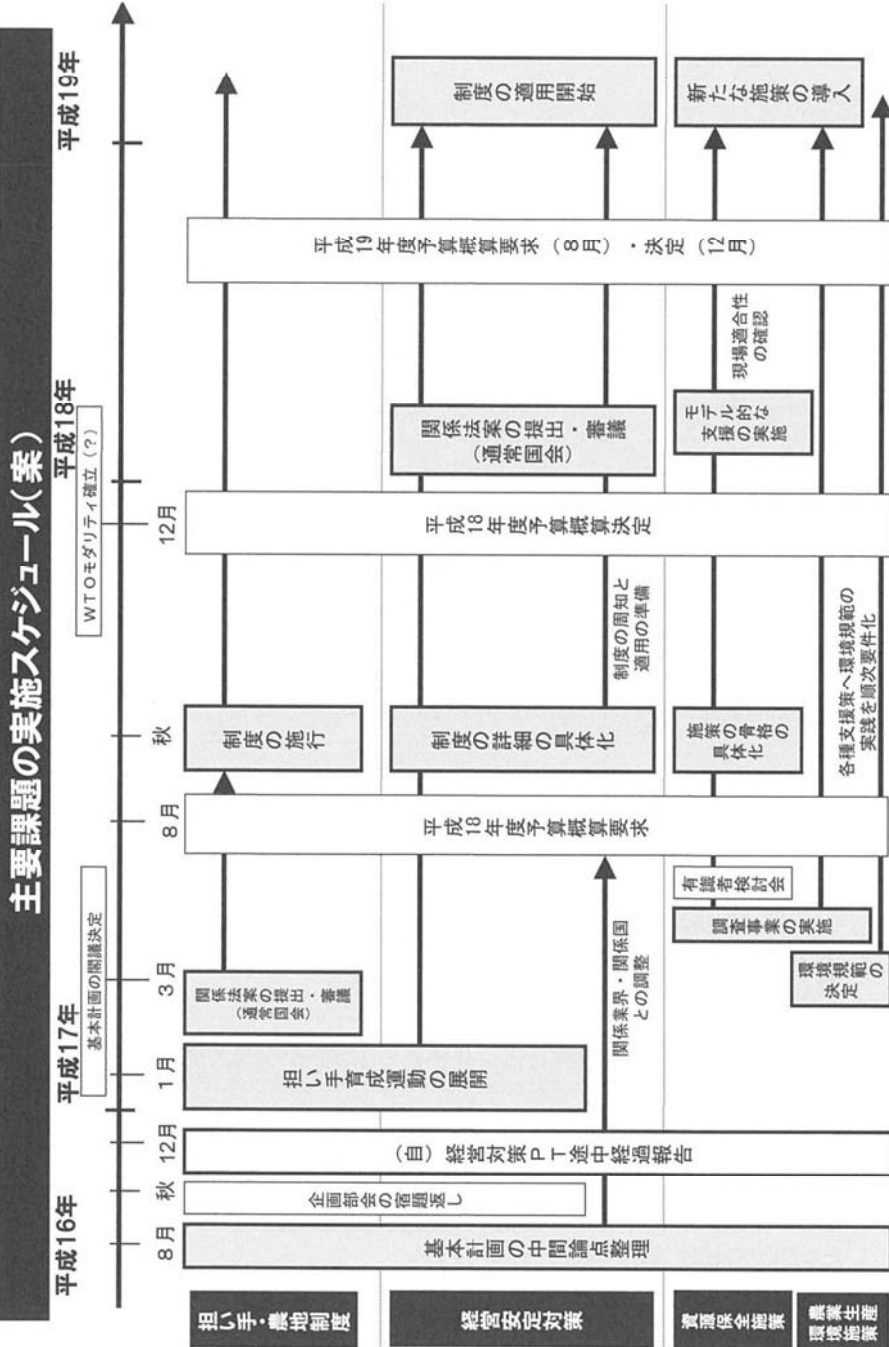 主要課題の実施スケジュール(案)
平成16年
平成17年
平成18年
平成19年
基本計画の閣議決定
WTOモダリティ確立(?)
8月
秋
12月
1月
3月
8月
秋
12月
担い手・農地制度
経営安定対策
資源保全施策
農業生産
環境施策
基本計画の中間論点整理
企画部会の宿題返し
(自)経営対策PT途中経過報告
担い手育成運動の展開
関係法案の提出・審議
(通常国会)
関係業界・関係国
との調整
環境規範の
決定
調査事業の実施
有識者検討会
平成18年度予算概算要求
制度の施行
制度の詳細の具体化
施策の骨格の
具体化
制度の周知と
適用の準備
各種支援策へ環境規範の
実践を順次要件化
平成18年度予算概算決定
関係法案の提出・審議
(通常国会)
モデル的な
支援の実施
現場適合性
の確認
平成19年度予算概算要求(8月)・決定(12月)
制度の適用開始
新たな施策の導入